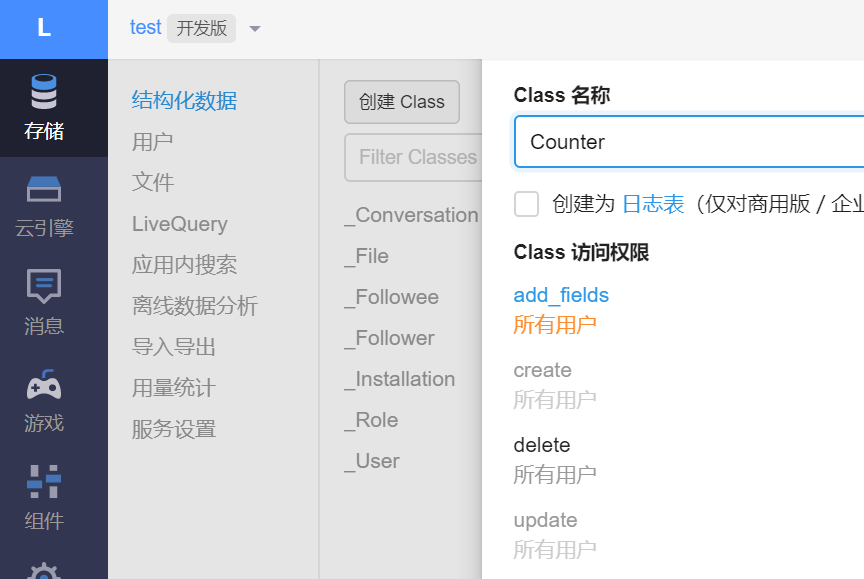 L
test 开发版
存储
云引擎
消息
游戏
组件
结构化数据
用户
文件
LiveQuery
应用内搜索
离线数据分析
导入导出
用量统计
服务设置
创建 Class
Filter Classes
_Conversation
_File
_Followee
_Follower
_Installation
_Role
_User
Class 名称
Counter
创建为 日志表（仅对商用版 / 企业
Class 访问权限
add_fields
所有用户
create
所有用户
delete
所有用户
update
所有用户